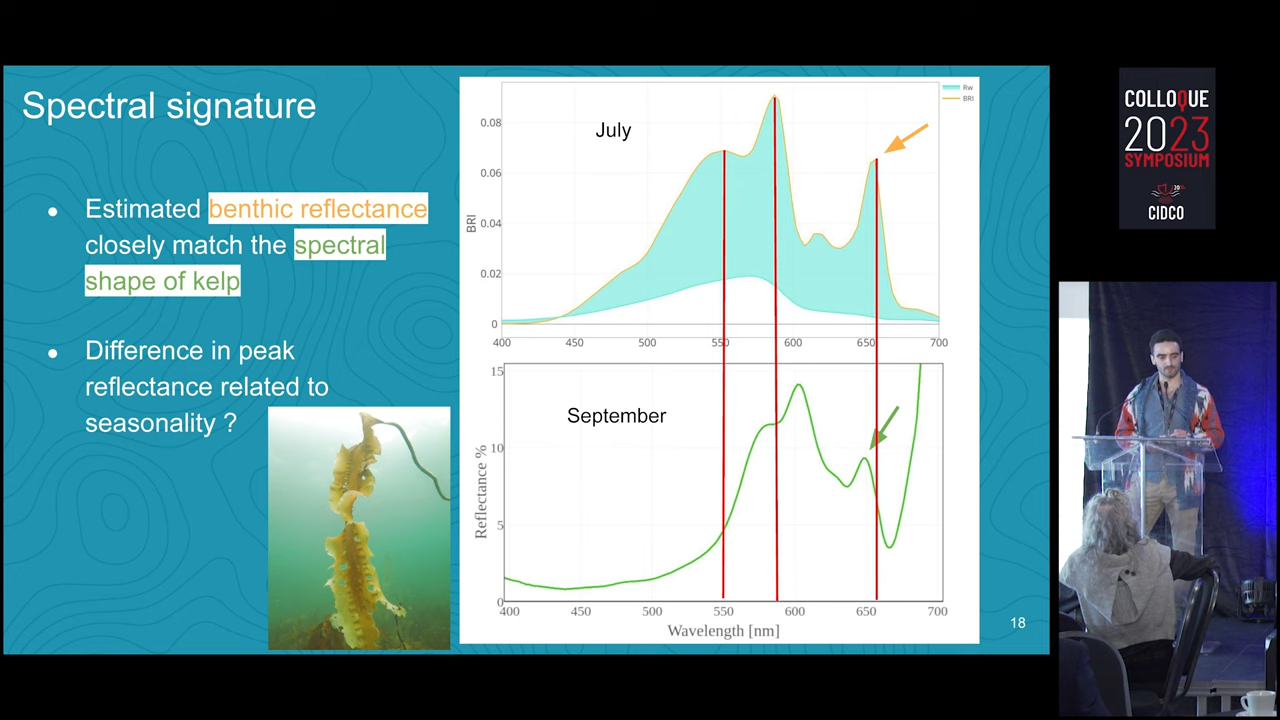 Spectral signature
● Estimated benthic reflectance
closely match the spectral
shape of kelp
● Difference in peak
reflectance related to
seasonality ?
July
Rw
BRI
BRI
0.08
0.06
0.04
0.02
0
400 450 500 550 600 650 700
September
Reflectance %
15
10
5
0
400 450 500 550 600 650 700
Wavelength [nm]
18
COLLOQUE
2023
SYMPOSIUM
CIDCO